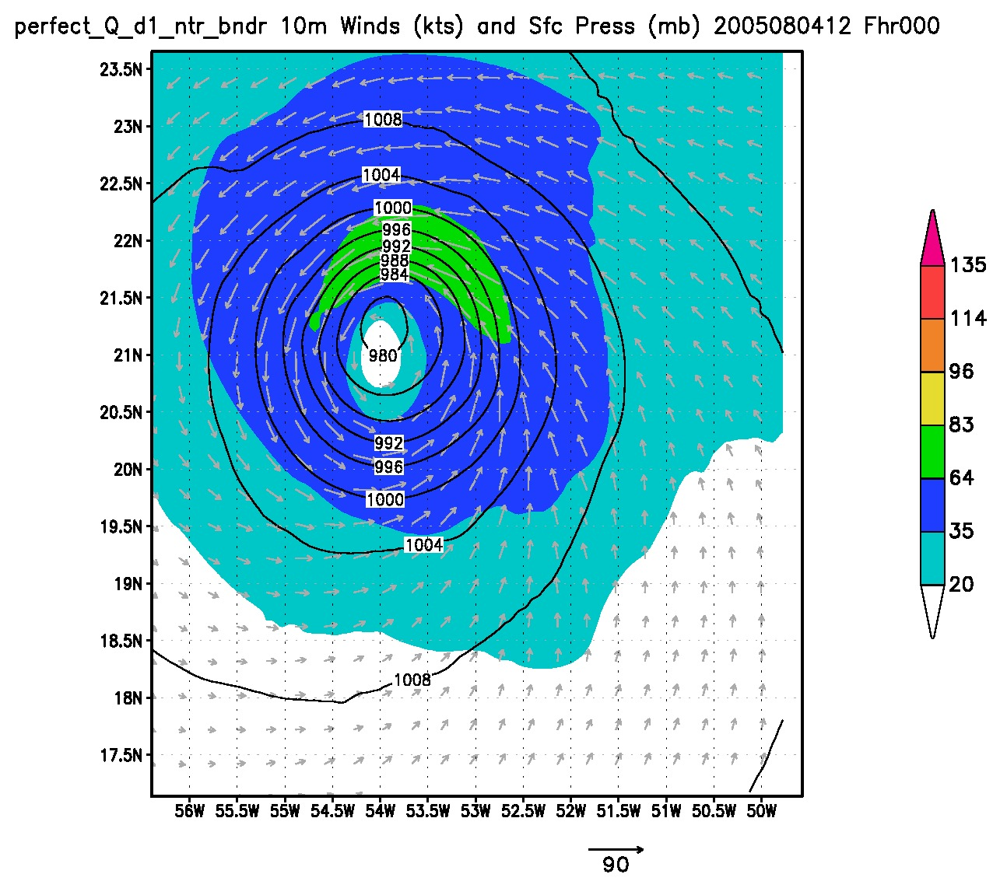 perfect_Q_d1_ntr_bndr 10m Winds (kts) and Sfc Press (mb) 2005080412 Fhr000
23.5N
23N
22.5N
22N
21.5N
21N
20.5N
20N
19.5N
19N
18.5N
18N
17.5N
1008
1004
1000
996
992
988
984
980
992
996
1000
1004
1008
56W 55.5W 55W 54.5W 54W 53.5W 53W 52.5W 52W 51.5W 51W 50.5W 50W
90
135
114
96
83
64
35
20